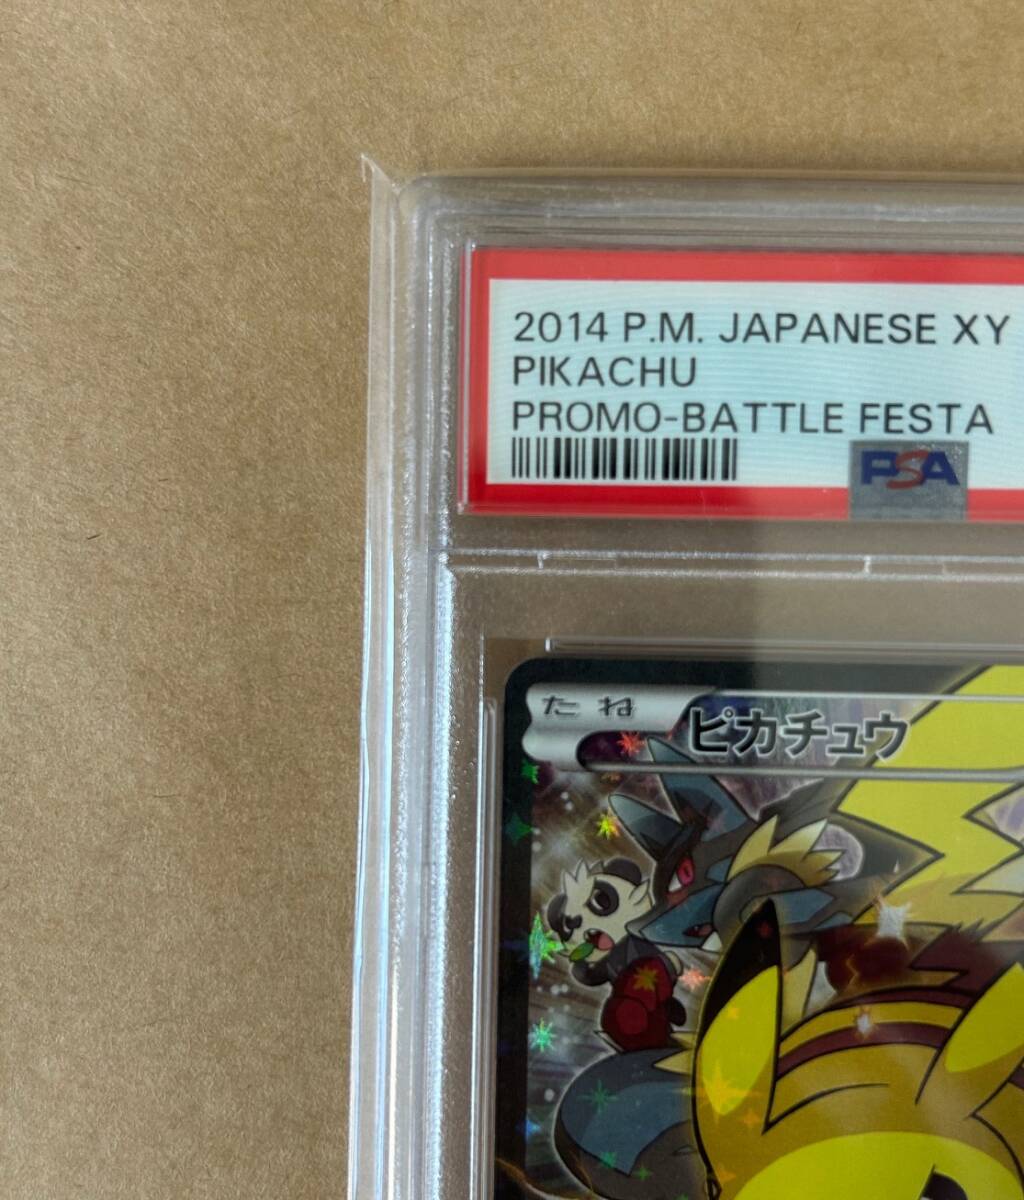 2014 P.M. JAPANESE XY
PIKACHU
PROMO-BATTLE FESTA
PSA
たね
ピカチュウ